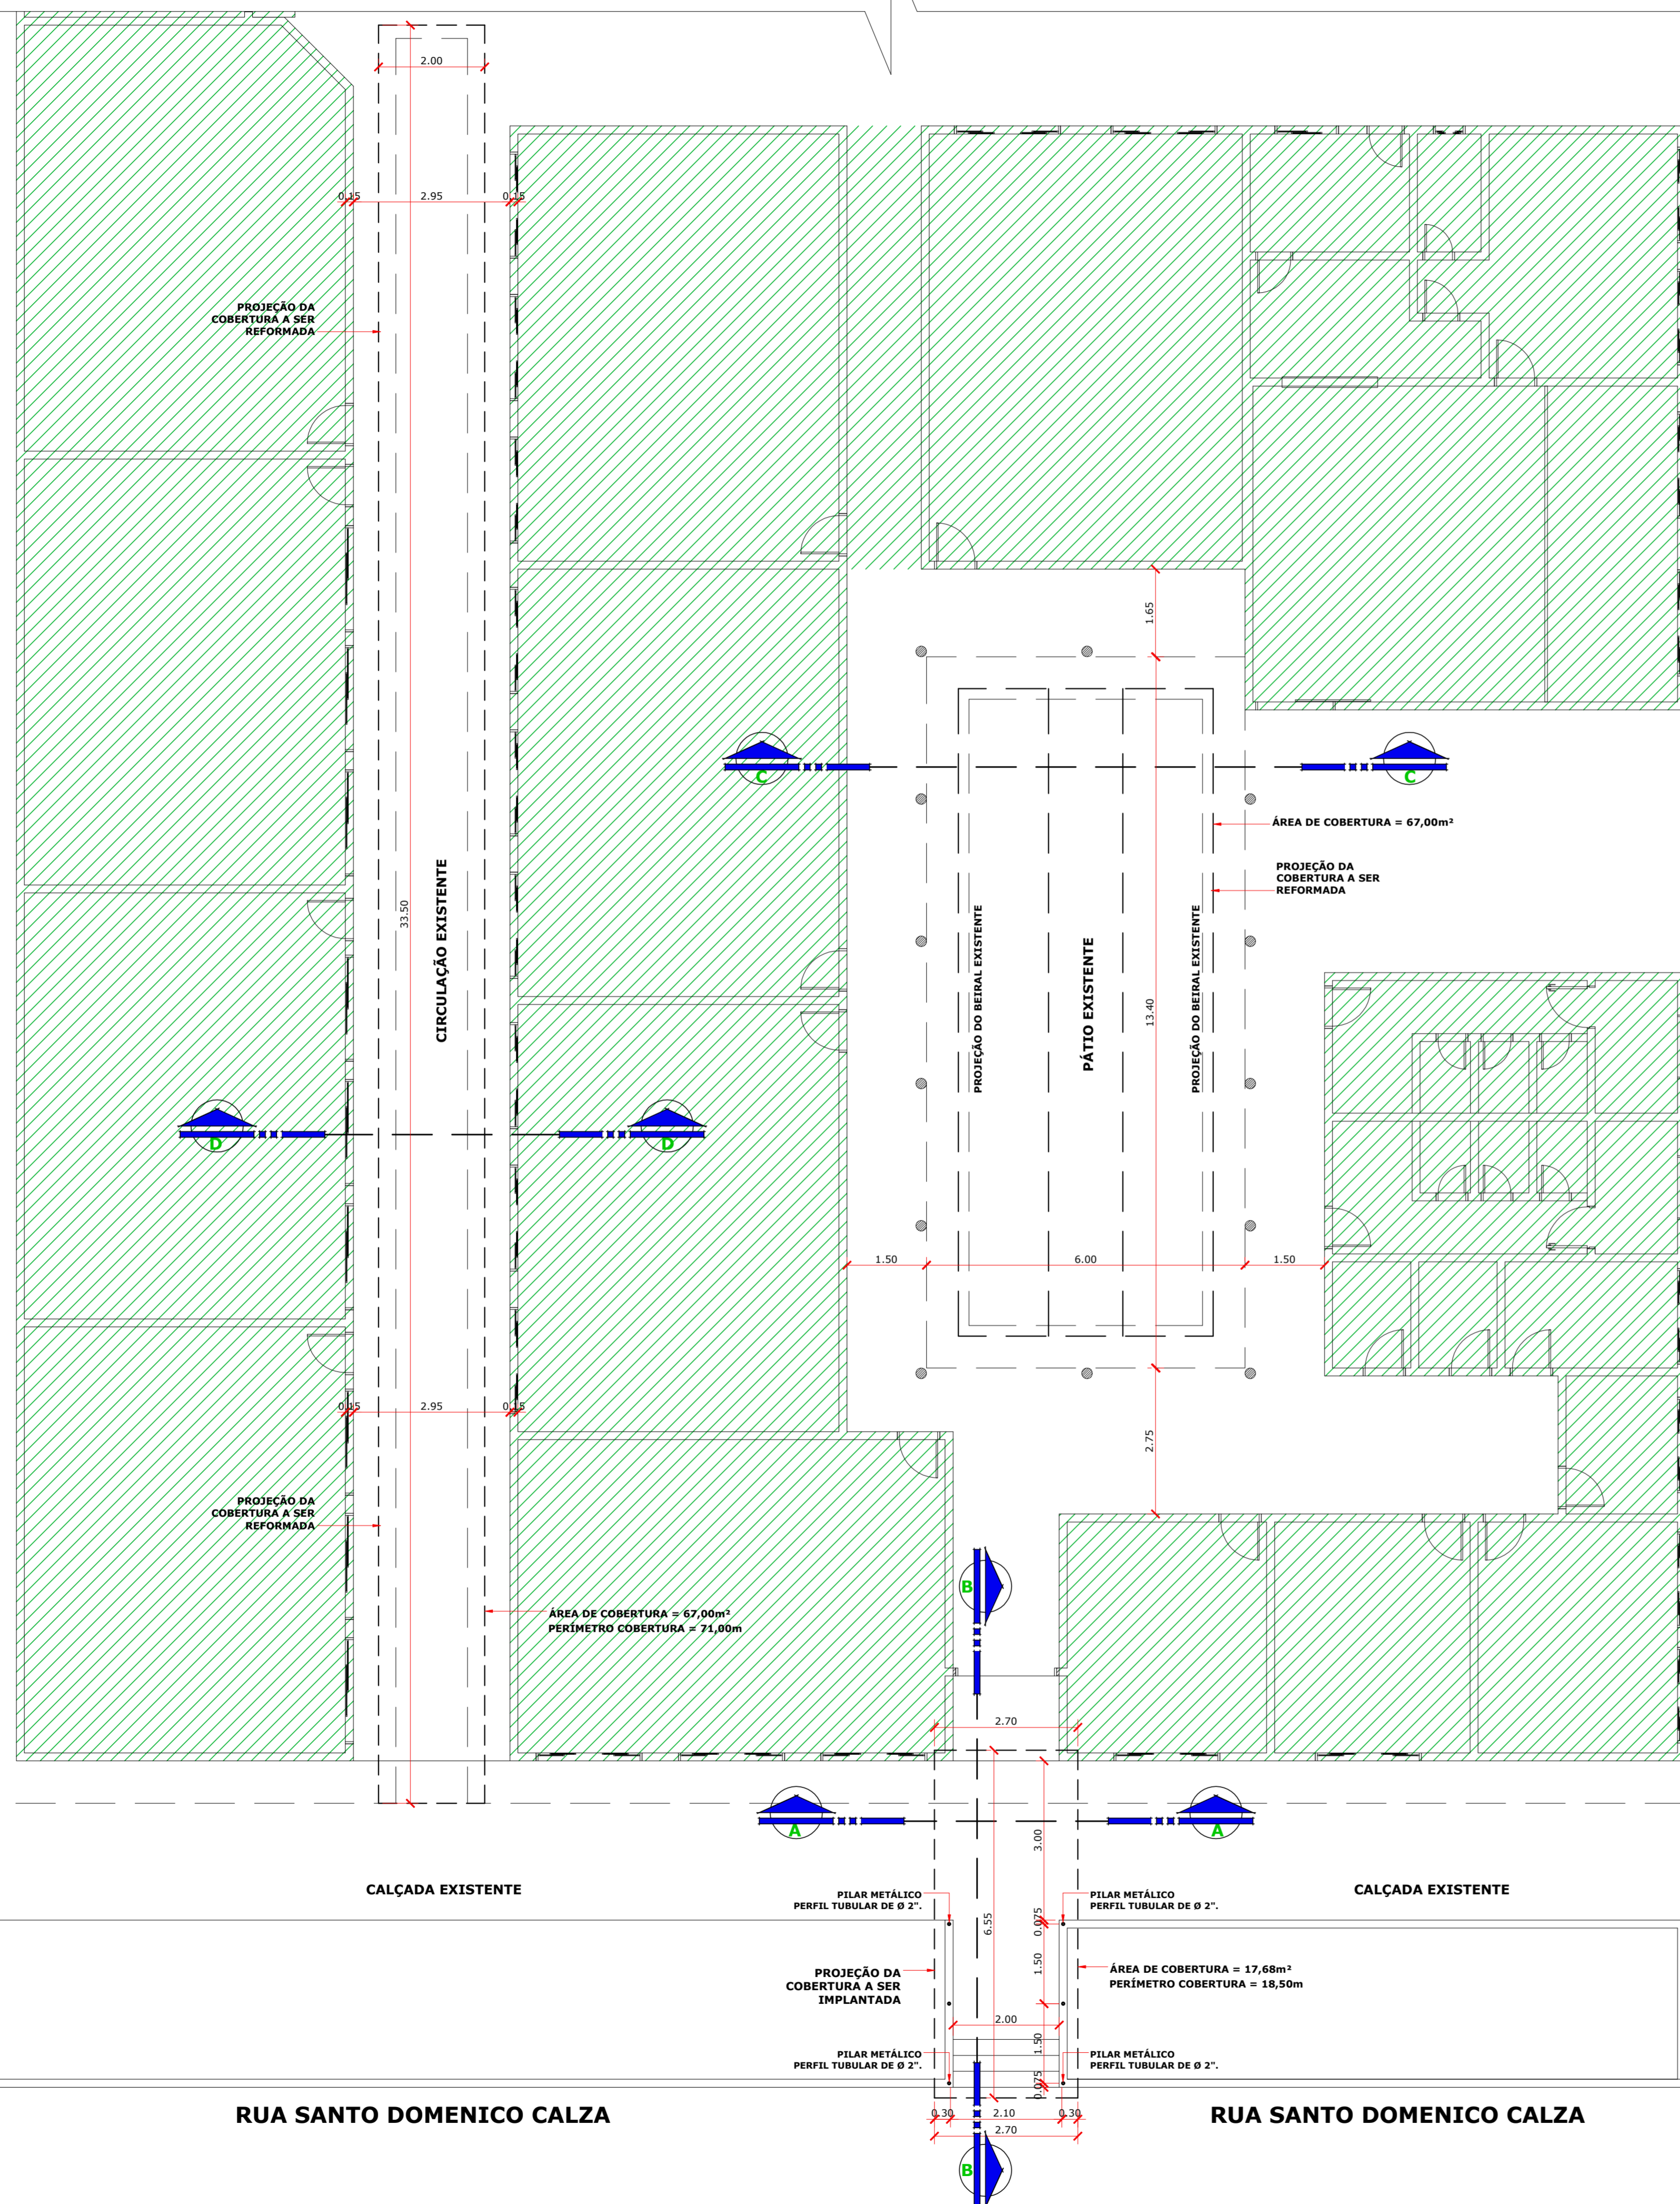 2.00
0.15
2.95
0.15
PROJEÇÃO DA
COBERTURA A SER
REFORMADA
1.65
C
C
ÁREA DE COBERTURA = 67,00m²
PROJEÇÃO DA
COBERTURA A SER
REFORMADA
33.50
CIRCULAÇÃO EXISTENTE
PROJEÇÃO DO BEIRAL EXISTENTE
PÁTIO EXISTENTE
13.40
PROJEÇÃO DO BEIRAL EXISTENTE
D
D
1.50
6.00
1.50
0.15
2.95
0.15
2.75
PROJEÇÃO DA
COBERTURA A SER
REFORMADA
B
ÁREA DE COBERTURA = 67,00m²
PERÍMETRO COBERTURA = 71,00m
2.70
A
A
3.00
CALÇADA EXISTENTE
CALÇADA EXISTENTE
PILAR METÁLICO
PERFIL TUBULAR DE Ø 2".
PILAR METÁLICO
PERFIL TUBULAR DE Ø 2".
6.55
0.075
1.50
PROJEÇÃO DA
COBERTURA A SER
IMPLANTADA
ÁREA DE COBERTURA = 17,68m²
PERÍMETRO COBERTURA = 18,50m
2.00
1.50
PILAR METÁLICO
PERFIL TUBULAR DE Ø 2".
PILAR METÁLICO
PERFIL TUBULAR DE Ø 2".
0.075
RUA SANTO DOMENICO CALZA
0.30
2.10
0.30
2.70
RUA SANTO DOMENICO CALZA
B